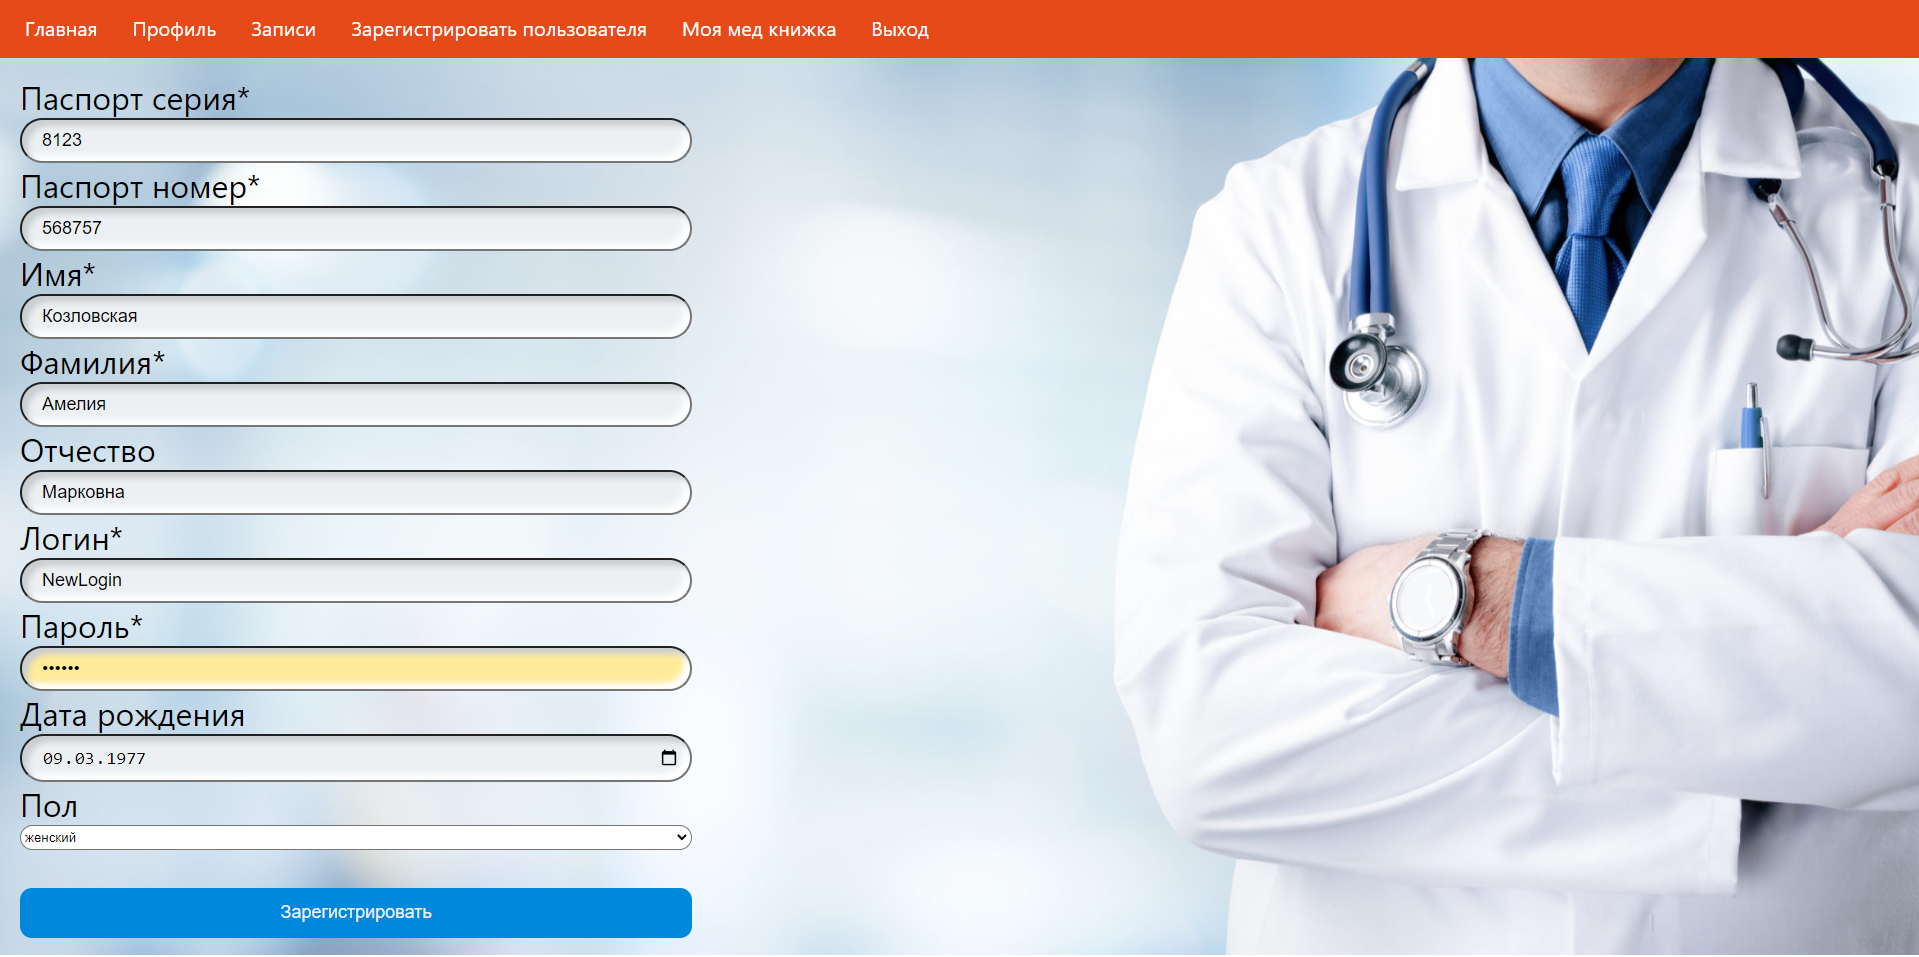 Главная Профиль Записи Зарегистрировать пользователя Моя мед книжка Выход
Паспорт серия*
8123
Паспорт номер*
568757
Имя*
Козловская
Фамилия*
Амелия
Отчество
Марковна
Логин*
NewLogin
Пароль*
••••••
Дата рождения
09.03.1977
Пол
женский
Зарегистрировать